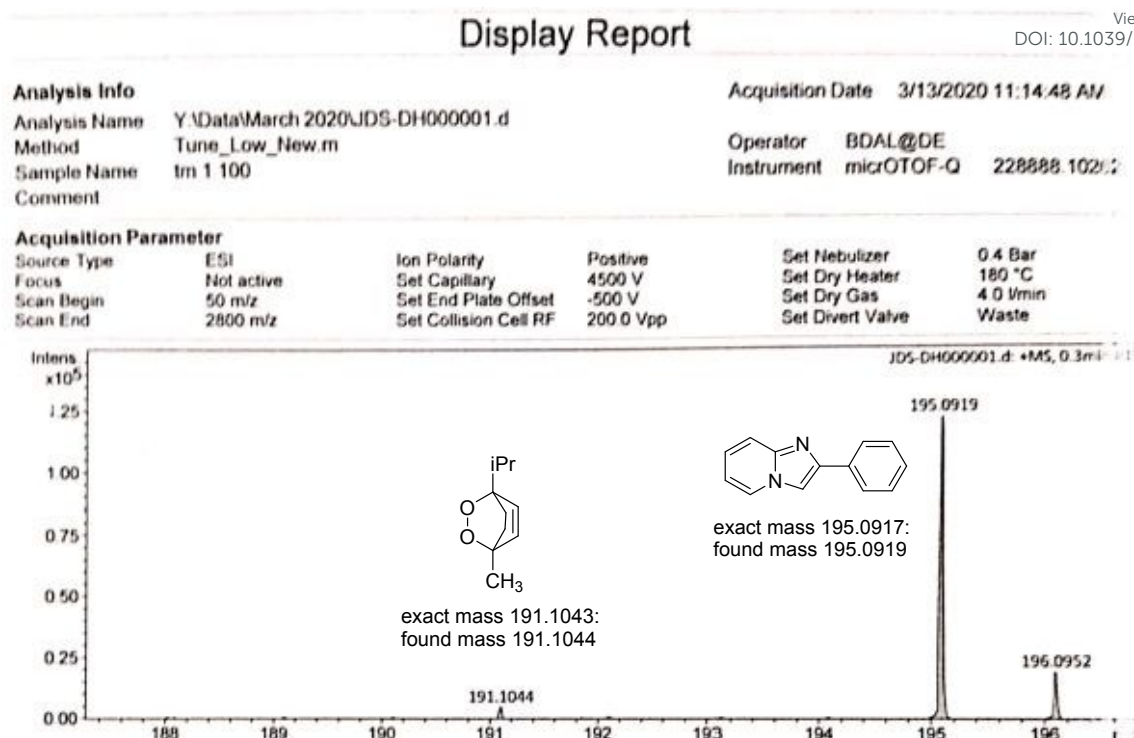 Display Report
Vie
DOI: 10.1039/
Analysis Info
Acquisition Date 3/13/2020 11:14:48 AM
Analysis Name Y:\Data\March 2020\JDS-DH000001.d
Method Tune_Low_New.m
Operator BDAL@DE
Sample Name tm 1 100
Instrument micrOTOF-Q 228888.102
Comment
Acquisition Parameter
Source Type ESI Ion Polarity Positive Set Nebulizer 0.4 Bar
Focus Not active Set Capillary 4500 V Set Dry Heater 180 °C
Scan Begin 50 m/z Set End Plate Offset -500 V Set Dry Gas 4.0 l/min
Scan End 2800 m/z Set Collision Cell RF 200.0 Vpp Set Divert Valve Waste
Intens.
x10⁵
JDS-DH000001.d: +MS, 0.3mi
1.25
195.0919
iPr
N
1.00
O
N
O
0.75
exact mass 195.0917:
found mass 195.0919
CH₃
0.50
exact mass 191.1043:
found mass 191.1044
0.25
196.0952
191.1044
0.00
188 189 190 191 192 193 194 195 196